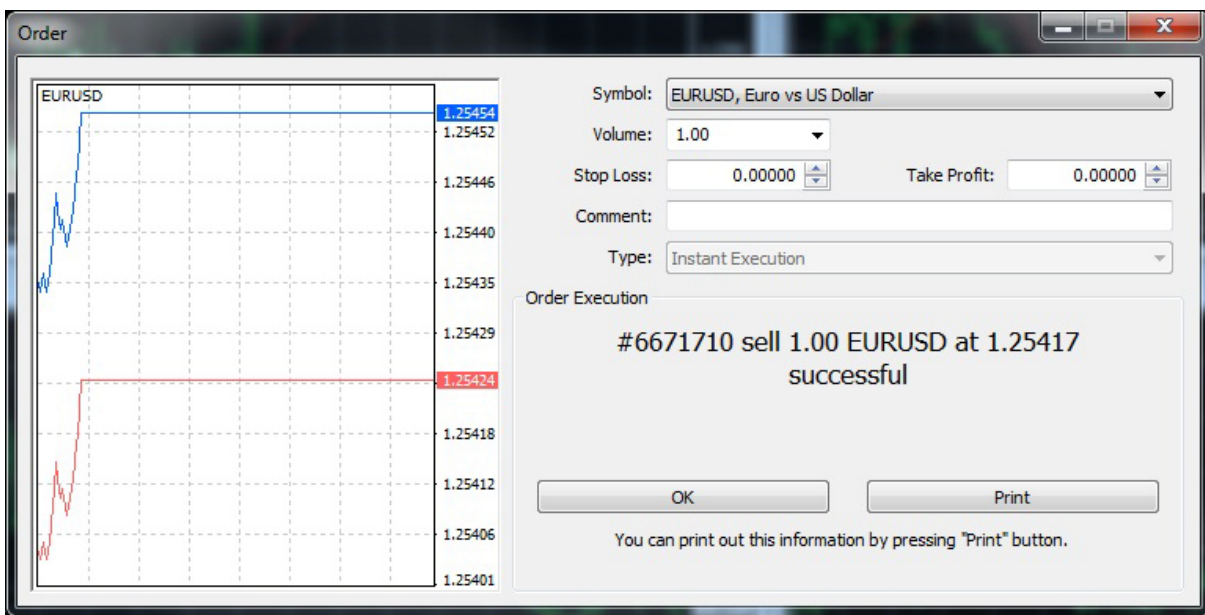 Order
EURUSD
1.25454
1.25452
1.25446
1.25440
1.25435
1.25429
1.25424
1.25418
1.25412
1.25406
1.25401
Symbol: EURUSD, Euro vs US Dollar
Volume: 1.00
Stop Loss: 0.00000 Take Profit: 0.00000
Comment:
Type: Instant Execution
Order Execution
#6671710 sell 1.00 EURUSD at 1.25417
successful
OK Print
You can print out this information by pressing "Print" button.